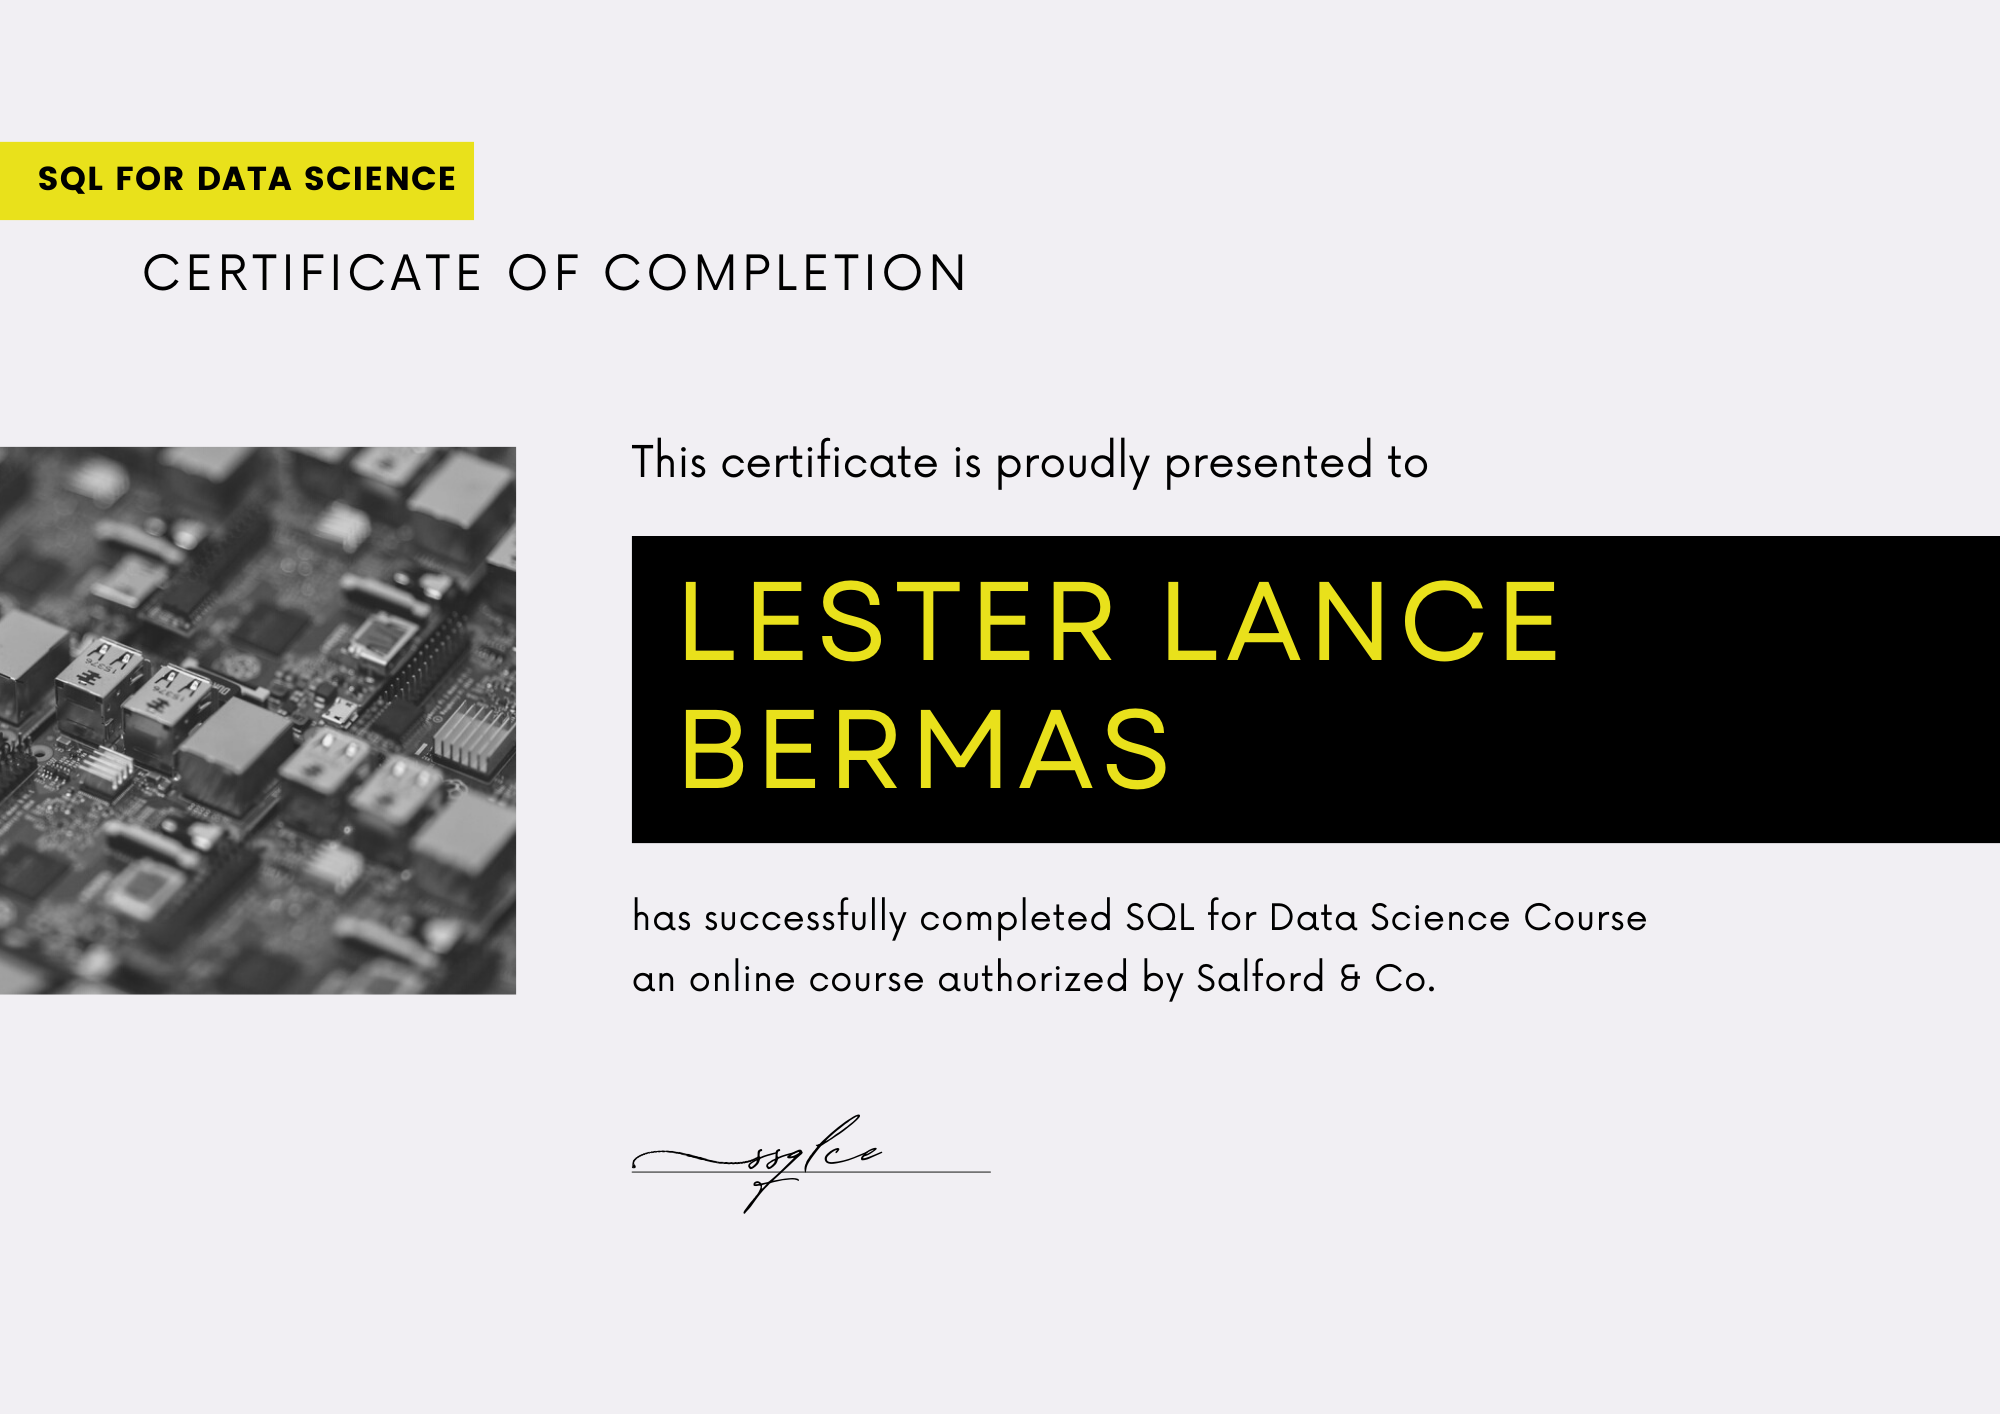 SQL FOR DATA SCIENCE
CERTIFICATE OF COMPLETION
This certificate is proudly presented to
LESTER LANCE
BERMAS
has successfully completed SQL for Data Science Course
an online course authorized by Salford & Co.